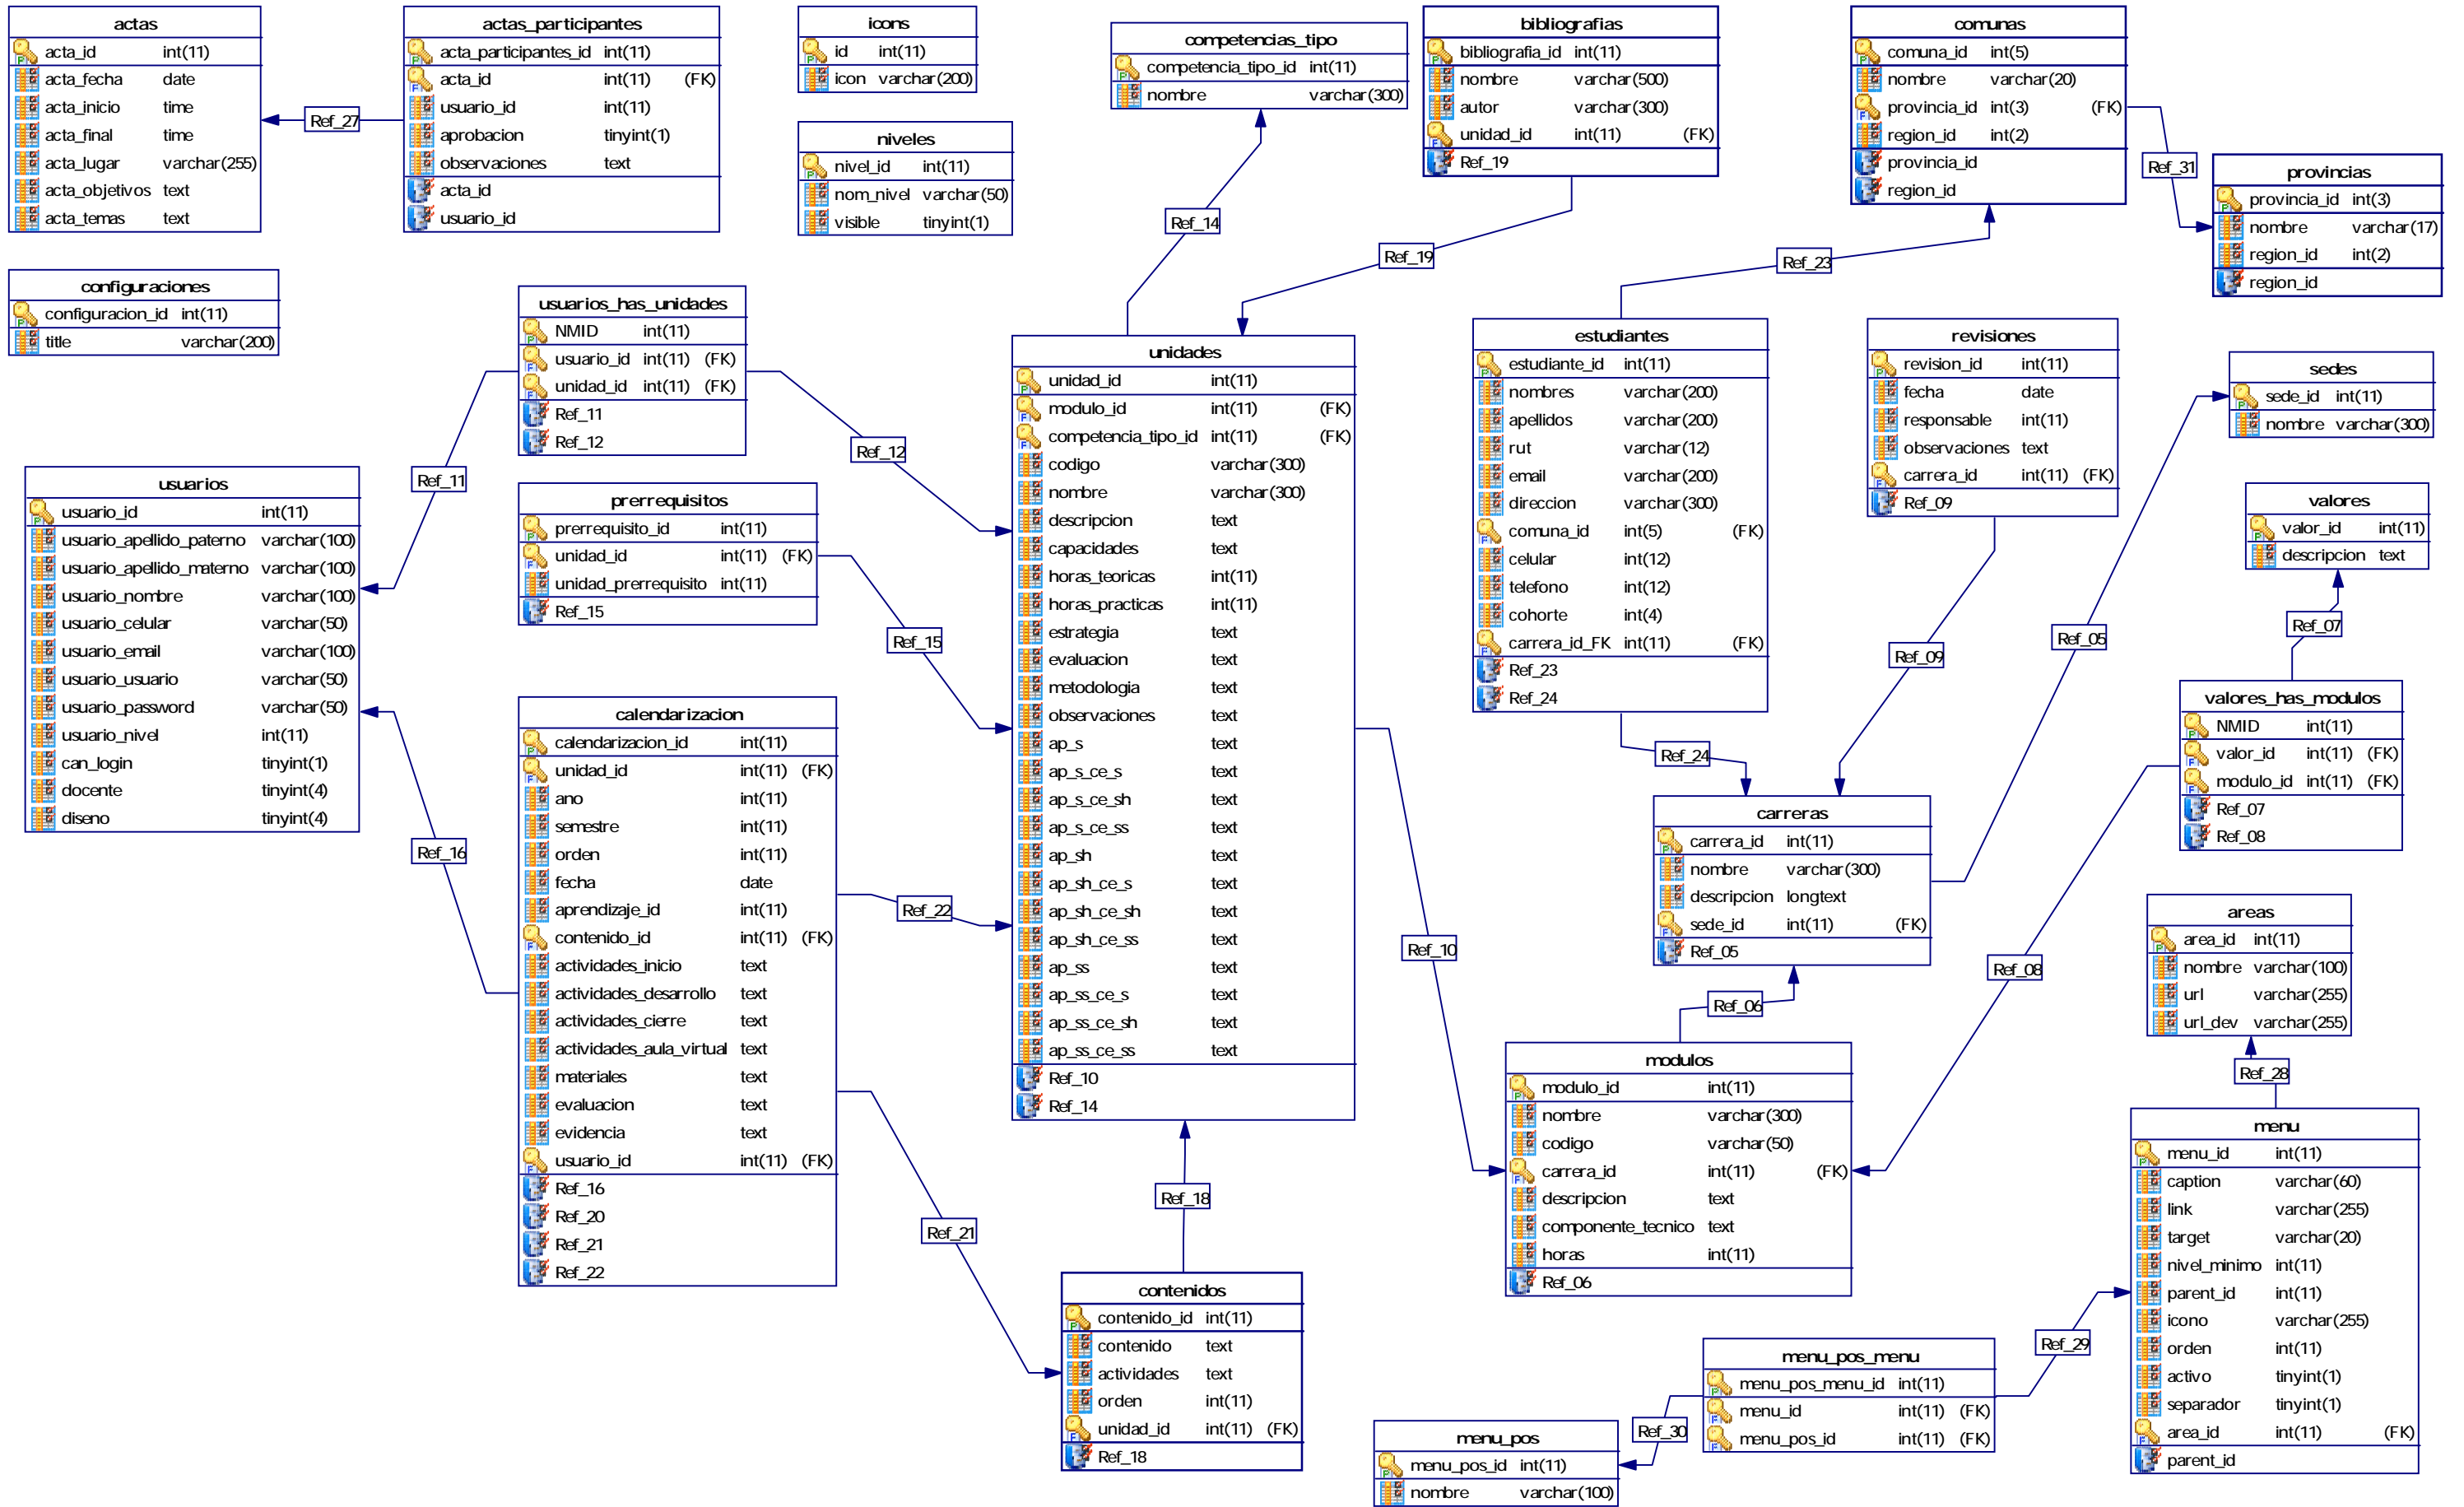 actas
acta_id int(11)
acta_fecha date
acta_inicio time
acta_final time
acta_lugar varchar(255)
acta_objetivos text
acta_temas text
Ref_27
actas_participantes
acta_participantes_id int(11)
acta_id int(11) (FK)
usuario_id int(11)
aprobacion tinyint(1)
observaciones text
acta_id
usuario_id
icons
id int(11)
icon varchar(200)
niveles
nivel_id int(11)
nom_nivel varchar(50)
visible tinyint(1)
competencias_tipo
competencia_tipo_id int(11)
nombre varchar(300)
Ref_14
bibliografias
bibliografia_id int(11)
nombre varchar(500)
autor varchar(300)
unidad_id int(11) (FK)
Ref_19
Ref_19
comunas
comuna_id int(5)
nombre varchar(20)
provincia_id int(3) (FK)
region_id int(2)
provincia_id
region_id
Ref_31
Ref_23
provincias
provincia_id int(3)
nombre varchar(17)
region_id int(2)
region_id
configuraciones
configuracion_id int(11)
title varchar(200)
usuarios_has_unidades
NMID int(11)
usuario_id int(11) (FK)
unidad_id int(11) (FK)
Ref_11
Ref_12
Ref_11
Ref_12
usuarios
usuario_id int(11)
usuario_apellido_paterno varchar(100)
usuario_apellido_materno varchar(100)
usuario_nombre varchar(100)
usuario_celular varchar(50)
usuario_email varchar(100)
usuario_usuario varchar(50)
usuario_password varchar(50)
usuario_nivel int(11)
can_login tinyint(1)
docente tinyint(4)
diseno tinyint(4)
Ref_16
prerrequisitos
prerrequisito_id int(11)
unidad_id int(11) (FK)
unidad_prerrequisito int(11)
Ref_15
Ref_15
calendarizacion
calendarizacion_id int(11)
unidad_id int(11) (FK)
ano int(11)
semestre int(11)
orden int(11)
fecha date
aprendizaje_id int(11)
contenido_id int(11) (FK)
actividades_inicio text
actividades_desarrollo text
actividades_cierre text
actividades_aula_virtual text
materiales text
evaluacion text
evidencia text
usuario_id int(11) (FK)
Ref_16
Ref_20
Ref_21
Ref_22
Ref_22
Ref_21
unidades
unidad_id int(11)
modulo_id int(11) (FK)
competencia_tipo_id int(11) (FK)
codigo varchar(300)
nombre varchar(300)
descripcion text
capacidades text
horas_teoricas int(11)
horas_practicas int(11)
estrategia text
evaluacion text
metodologia text
observaciones text
ap_s text
ap_s_ce_s text
ap_s_ce_sh text
ap_s_ce_ss text
ap_sh text
ap_sh_ce_s text
ap_sh_ce_sh text
ap_sh_ce_ss text
ap_ss text
ap_ss_ce_s text
ap_ss_ce_sh text
ap_ss_ce_ss text
Ref_10
Ref_14
Ref_18
Ref_10
contenidos
contenido_id int(11)
contenido text
actividades text
orden int(11)
unidad_id int(11) (FK)
Ref_18
estudiantes
estudiante_id int(11)
nombres varchar(200)
apellidos varchar(200)
rut varchar(12)
email varchar(200)
direccion varchar(300)
comuna_id int(5) (FK)
celular int(12)
telefono int(12)
cohorte int(4)
carrera_id_FK int(11) (FK)
Ref_23
Ref_24
Ref_24
revisiones
revision_id int(11)
fecha date
responsable int(11)
observaciones text
carrera_id int(11) (FK)
Ref_09
Ref_09
sedes
sede_id int(11)
nombre varchar(300)
Ref_05
valores
valor_id int(11)
descripcion text
Ref_07
valores_has_modulos
NMID int(11)
valor_id int(11) (FK)
modulo_id int(11) (FK)
Ref_07
Ref_08
Ref_08
carreras
carrera_id int(11)
nombre varchar(300)
descripcion longtext
sede_id int(11) (FK)
Ref_05
Ref_06
modulos
modulo_id int(11)
nombre varchar(300)
codigo varchar(50)
carrera_id int(11) (FK)
descripcion text
componente_tecnico text
horas int(11)
Ref_06
areas
area_id int(11)
nombre varchar(100)
url varchar(255)
url_dev varchar(255)
Ref_28
menu
menu_id int(11)
caption varchar(60)
link varchar(255)
target varchar(20)
nivel_minimo int(11)
parent_id int(11)
icono varchar(255)
orden int(11)
activo tinyint(1)
separador tinyint(1)
area_id int(11) (FK)
parent_id
Ref_29
menu_pos_menu
menu_pos_menu_id int(11)
menu_id int(11) (FK)
menu_pos_id int(11) (FK)
Ref_30
menu_pos
menu_pos_id int(11)
nombre varchar(100)